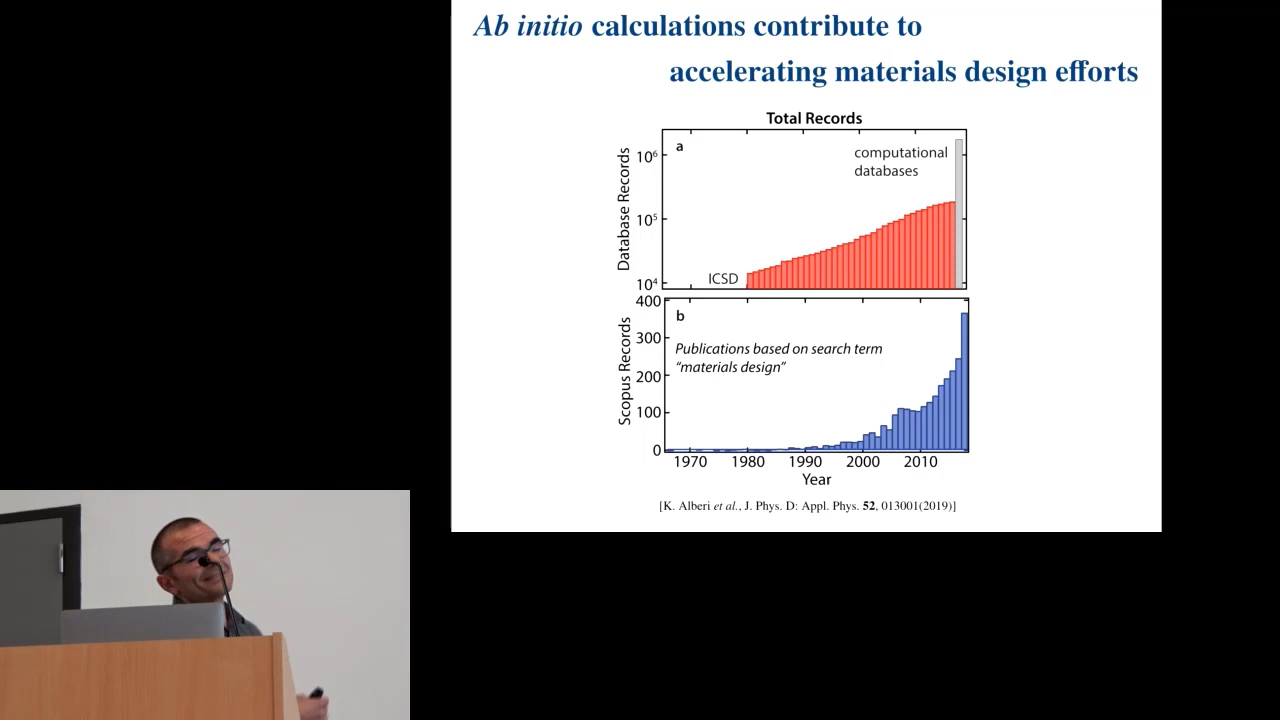 Ab initio calculations contribute to
accelerating materials design efforts
Total Records
a
computational
databases
Database Records
10⁶
10⁵
10⁴
ICSD
b
Publications based on search term
“materials design”
Scopus Records
400
300
200
100
0
1970 1980 1990 2000 2010
Year
[K. Alberi et al., J. Phys. D: Appl. Phys. 52, 013001(2019)]